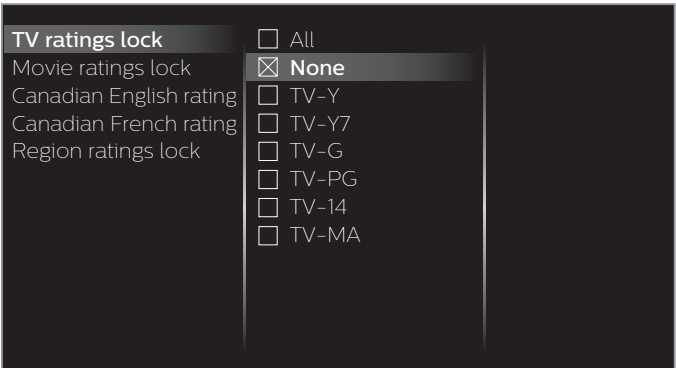 TV ratings lock
Movie ratings lock
Canadian English rating
Canadian French rating
Region ratings lock
All
None
TV-Y
TV-Y7
TV-G
TV-PG
TV-14
TV-MA